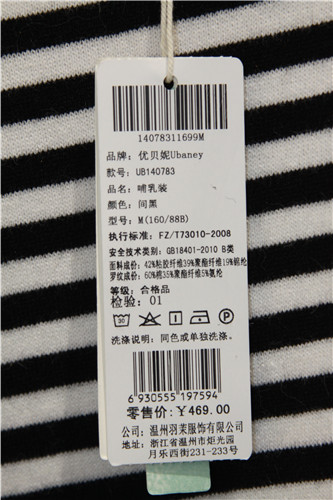 14078311699M
品牌：优贝妮Ubaney
款号：UB140783
品名：哺乳装
颜色：间黑
型号：M(160/88B)
执行标准：FZ/T73010-2008
安全技术类别：GB18401-2010 B类
面料成份：42%粘胶纤维39%聚酯纤维19%锦纶
罗纹成份：60%棉35%聚酯纤维5%氨纶
等级：合格品
检验：01
30
洗涤说明：同色或单独洗涤。
6 930555 197594
零售价：¥469.00
公司：温州羽莱服饰有限公司
地址：浙江省温州市炬光园
月乐西街231-233号